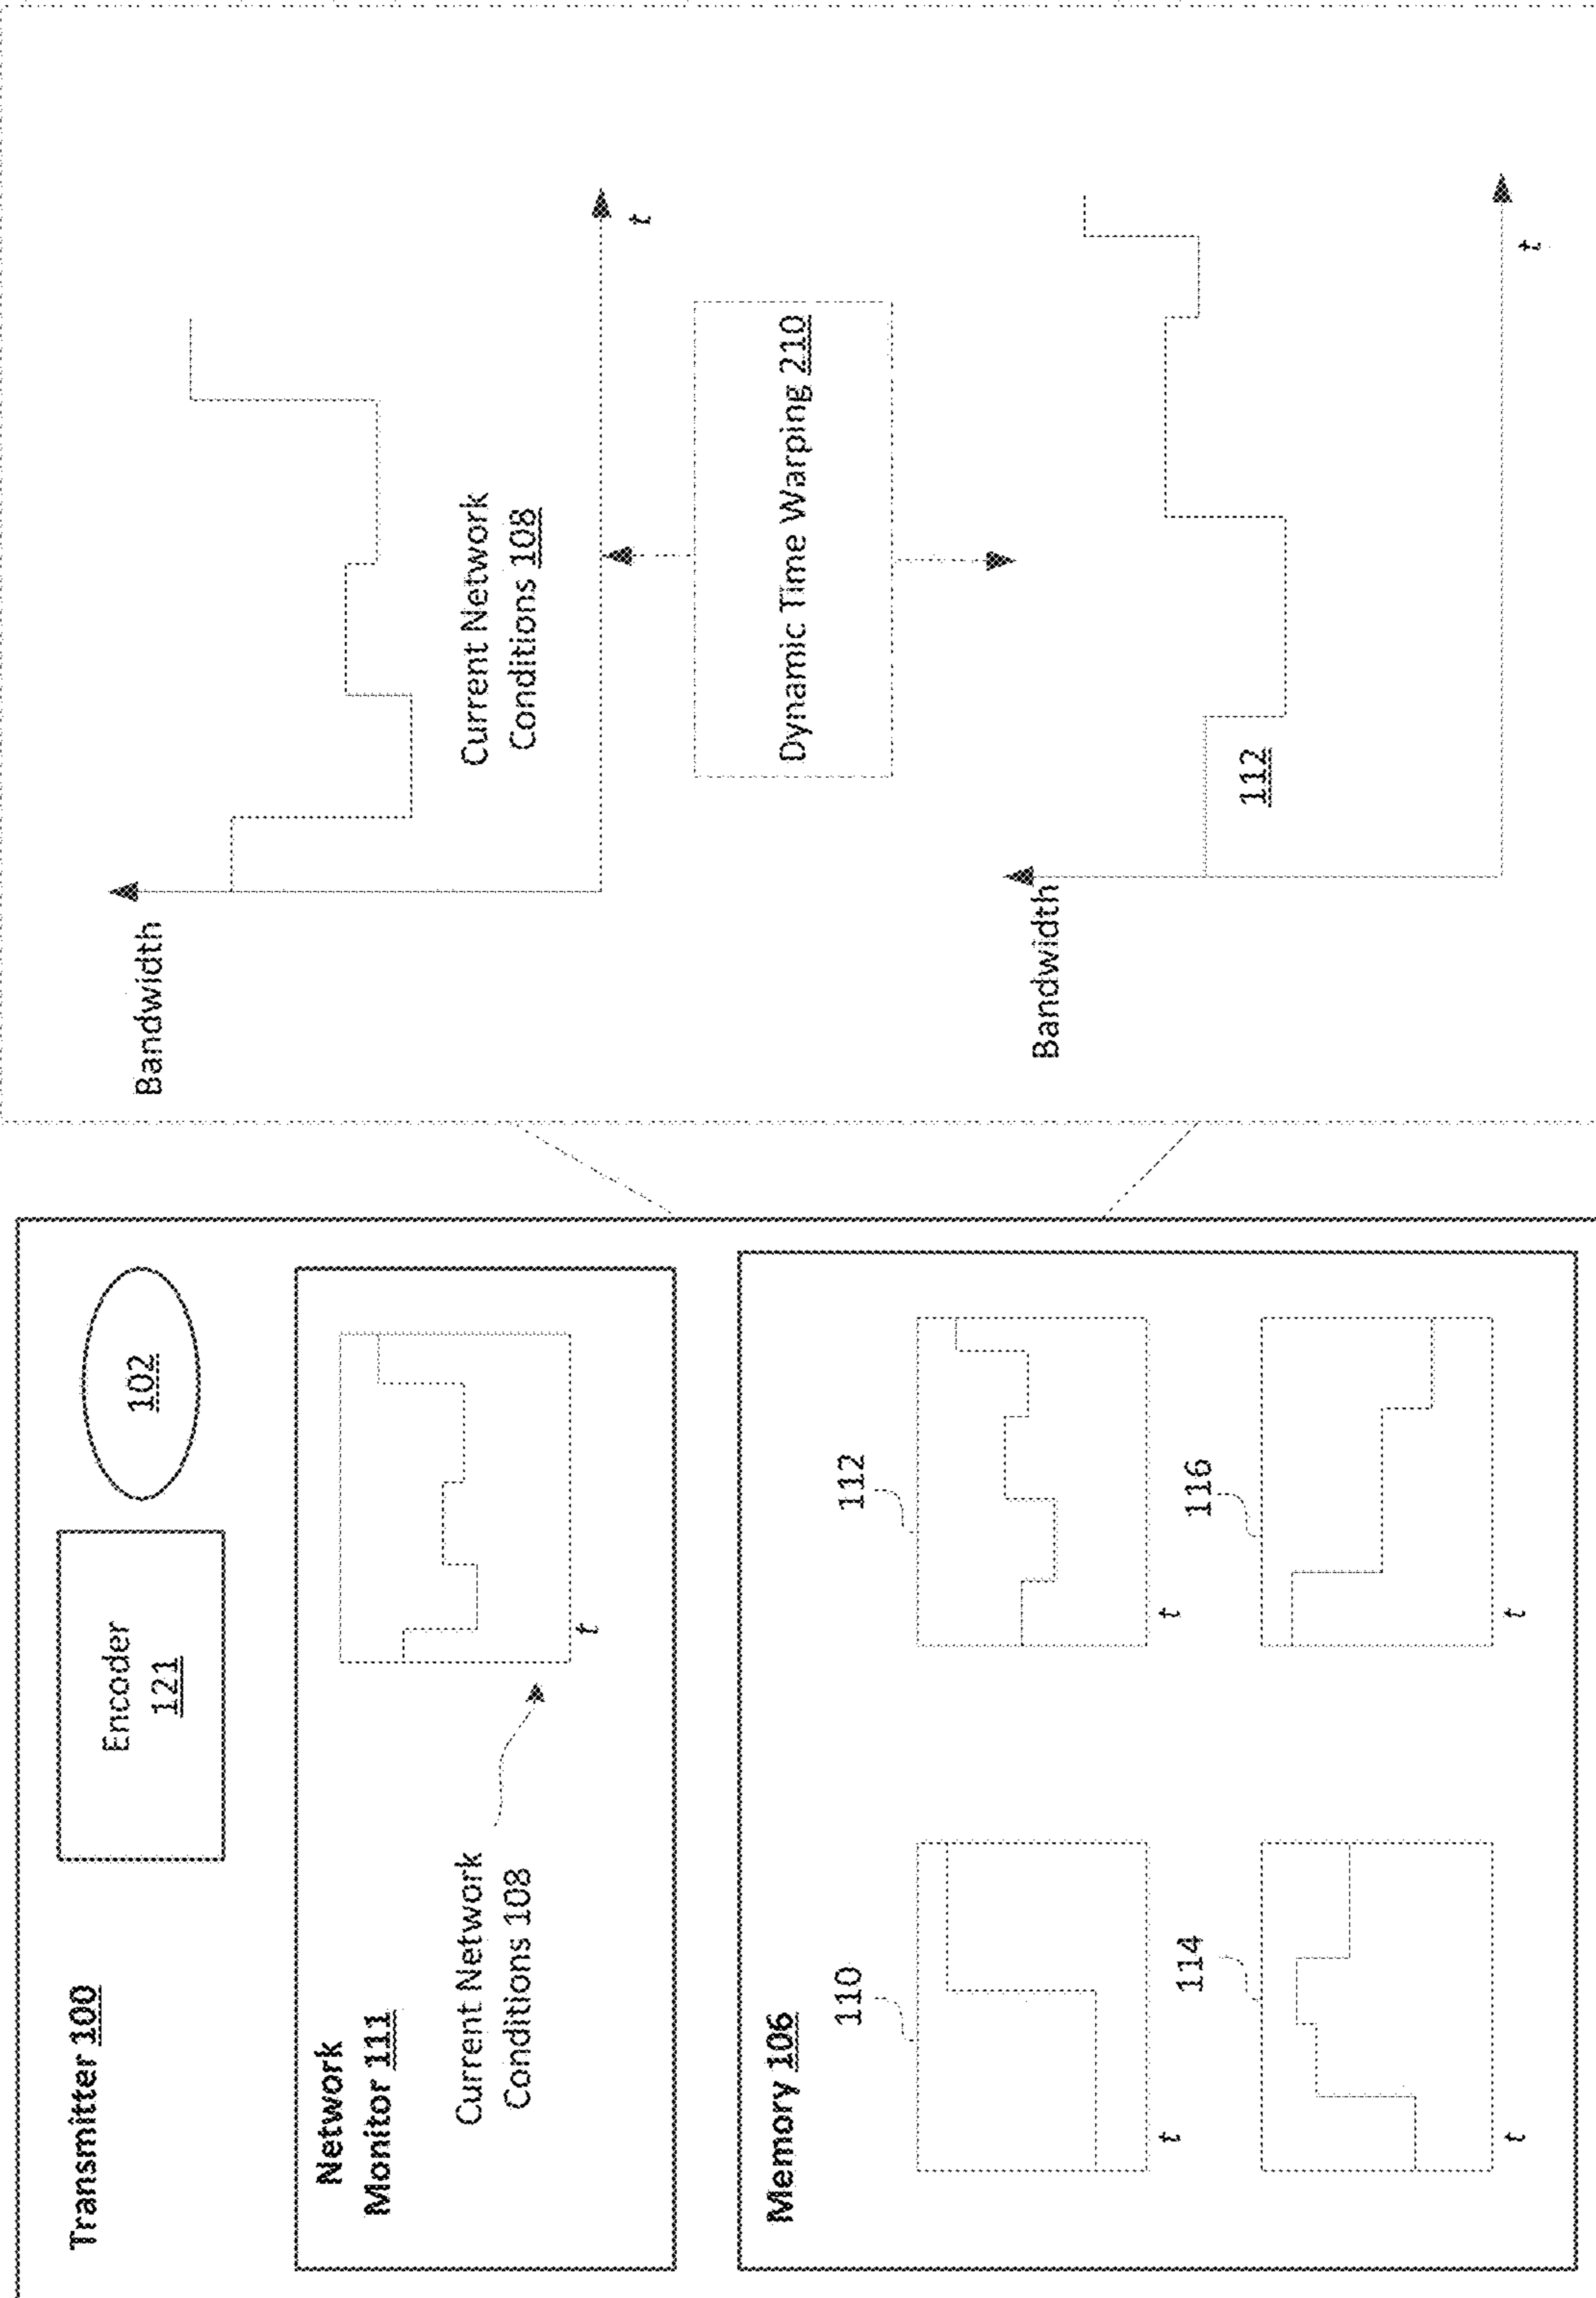 Transmitter 100
Encoder
121
102
Network
Monitor 111
Current Network
Conditions 108
t
Memory 106
110
t
112
t
114
t
116
t
Bandwidth
Current Network
Conditions 108
t
Dynamic Time Warping 210
Bandwidth
112
t